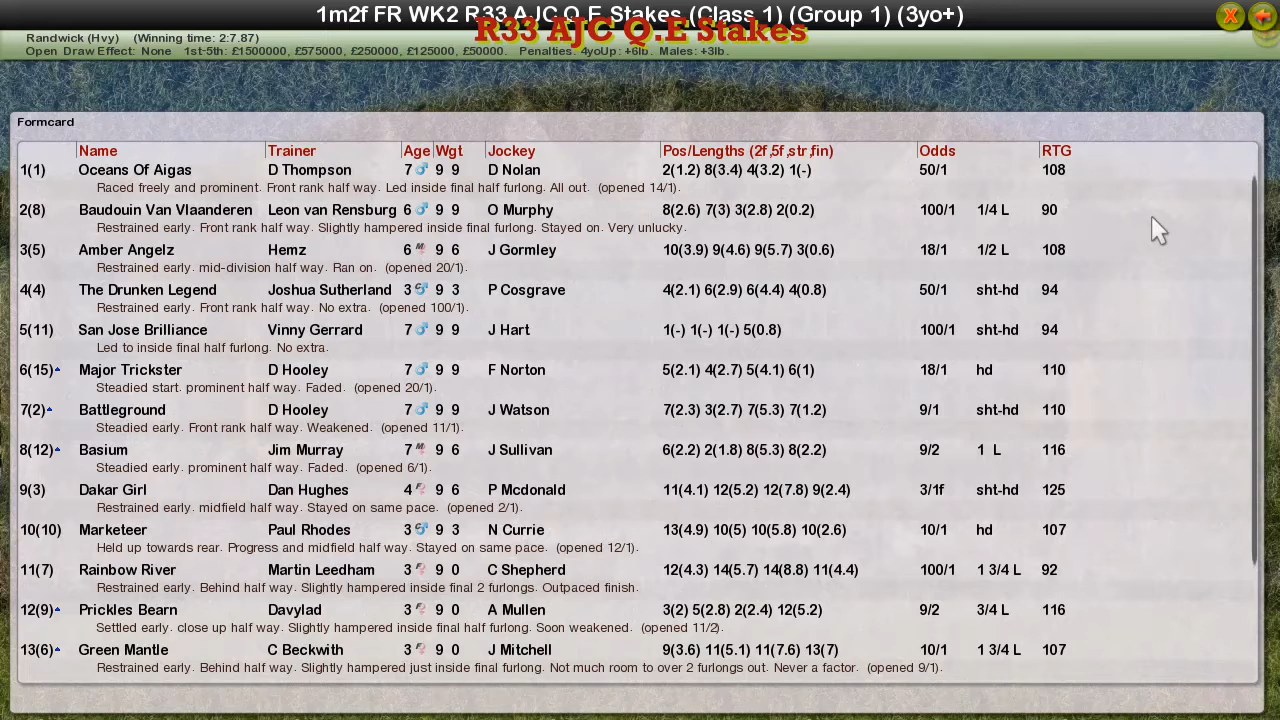 1m2f FR WK2 R33 AJC Q.E Stakes (Class 1) (Group 1) (3yo+)
R33 AJC Q.E Stakes
Randwick (Hvy) (Winning time: 2:7.87)
Open Draw Effect: None 1st-5th: £1500000, £575000, £250000, £125000, £50000. Penalties: 4yoUp: +6lb. Males: +3lb.
Formcard
Name Trainer Age Wgt Jockey Pos/Lengths (2f,5f,str,fin) Odds RTG
1(1) Oceans Of Aigas D Thompson 7 9 9 D Nolan 2(1.2) 8(3.4) 4(3.2) 1(-) 50/1 108
Raced freely and prominent. Front rank half way. Led inside final half furlong. All out. (opened 14/1).
2(8) Baudouin Van Vlaanderen Leon van Rensburg 6 9 9 O Murphy 8(2.6) 7(3) 3(2.8) 2(0.2) 100/1 1/4 L 90
Restrained early. Front rank half way. Slightly hampered inside final furlong. Stayed on. Very unlucky.
3(5) Amber Angelz Hemz 6 9 6 J Gormley 10(3.9) 9(4.6) 9(5.7) 3(0.6) 18/1 1/2 L 108
Restrained early. mid-division half way. Ran on. (opened 20/1).
4(4) The Drunken Legend Joshua Sutherland 3 9 3 P Cosgrave 4(2.1) 6(2.9) 6(4.4) 4(0.8) 50/1 sht-hd 94
Restrained early. Front rank half way. No extra. (opened 100/1).
5(11) San Jose Brilliance Vinny Gerrard 7 9 9 J Hart 1(-) 1(-) 1(-) 5(0.8) 100/1 sht-hd 94
Led to inside final half furlong. No extra.
6(15) Major Trickster D Hooley 7 9 9 F Norton 5(2.1) 4(2.7) 5(4.1) 6(1) 18/1 hd 110
Steadied start. prominent half way. Faded. (opened 20/1).
7(2) Battleground D Hooley 7 9 9 J Watson 7(2.3) 3(2.7) 7(5.3) 7(1.2) 9/1 sht-hd 110
Steadied early. Front rank half way. Weakened. (opened 11/1).
8(12) Basium Jim Murray 7 9 6 J Sullivan 6(2.2) 2(1.8) 8(5.3) 8(2.2) 9/2 1 L 116
Steadied early. prominent half way. Faded. (opened 6/1).
9(3) Dakar Girl Dan Hughes 4 9 6 P Mcdonald 11(4.1) 12(5.2) 12(7.8) 9(2.4) 3/1f sht-hd 125
Restrained early. midfield half way. Stayed on same pace. (opened 2/1).
10(10) Marketeer Paul Rhodes 3 9 3 N Currie 13(4.9) 10(5) 10(5.8) 10(2.6) 10/1 hd 107
Held up towards rear. Progress and midfield half way. Stayed on same pace. (opened 12/1).
11(7) Rainbow River Martin Leedham 3 9 0 C Shepherd 12(4.3) 14(5.7) 14(8.8) 11(4.4) 100/1 1 3/4 L 92
Restrained early. Behind half way. Slightly hampered inside final 2 furlongs. Outpaced finish.
12(9) Prickles Bearn Davylad 3 9 0 A Mullen 3(2) 5(2.8) 2(2.4) 12(5.2) 9/2 3/4 L 116
Settled early. close up half way. Slightly hampered inside final half furlong. Soon weakened. (opened 11/2).
13(6) Green Mantle C Beckwith 3 9 0 J Mitchell 9(3.6) 11(5.1) 11(7.6) 13(7) 10/1 1 3/4 L 107
Restrained early. Behind half way. Slightly hampered just inside final furlong. Not much room to over 2 furlongs out. Never a factor. (opened 9/1).